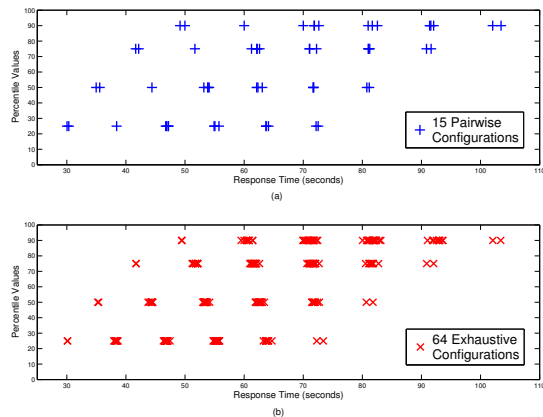 100
90
80
70
60
50
40
30
20
10
0
Percentile Values
15 Pairwise
Configurations
30 40 50 60 70 80 90 100 110
Response Time (seconds)
(a)
100
90
80
70
60
50
40
30
20
10
0
Percentile Values
64 Exhaustive
Configurations
30 40 50 60 70 80 90 100 110
Response Time (seconds)
(b)